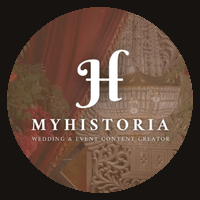 H
MYHISTORIA
WEDDING & EVENT CONTENT CREATOR